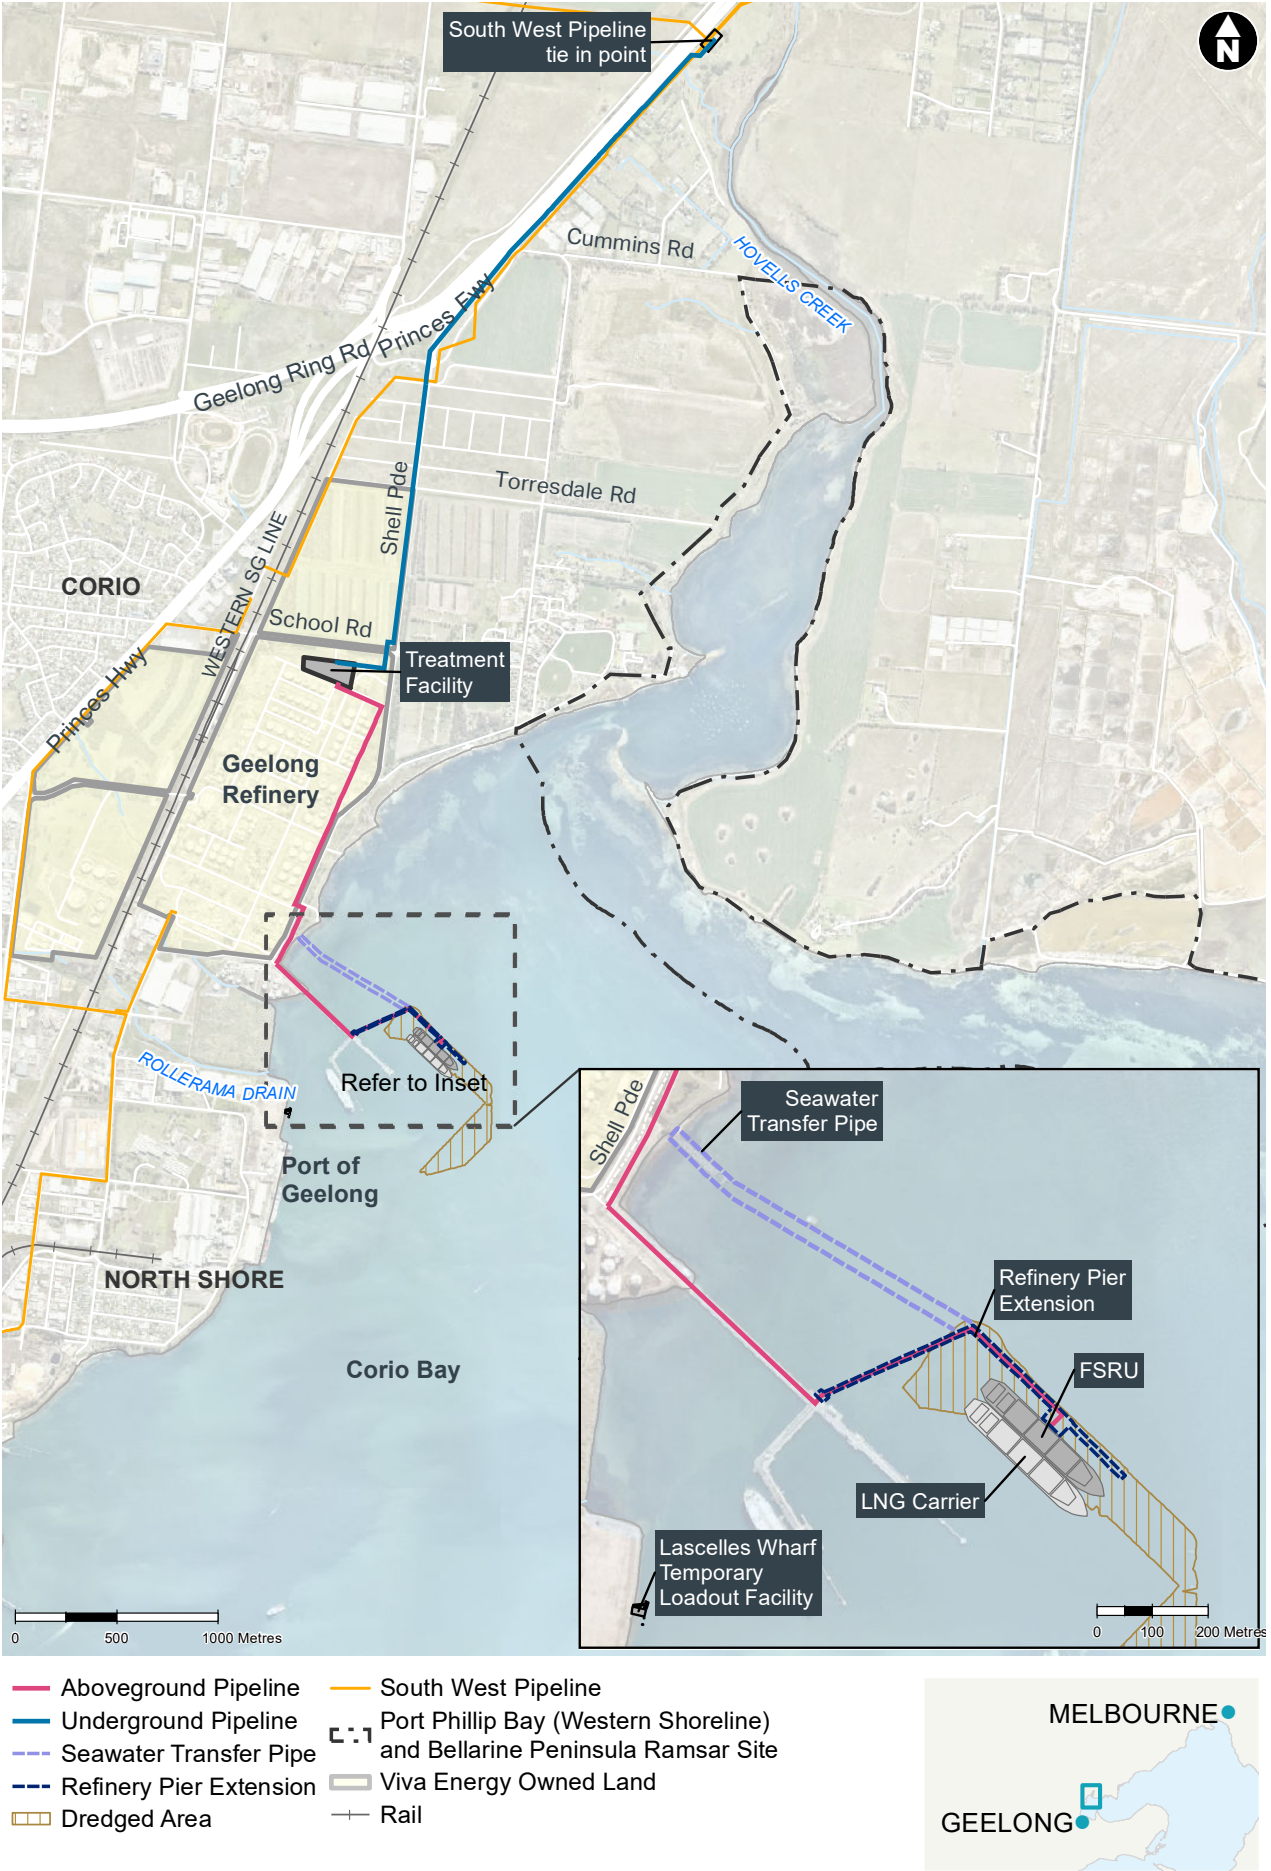 South West Pipeline
tie in point
N
Cummins Rd
HOVELLS CREEK
Princes Fwy
Geelong Ring Rd
Shell Pde
Torresdale Rd
WESTERN SG LINE
CORIO
School Rd
Treatment
Facility
Princes Hwy
Geelong
Refinery
ROLLERAMA DRAIN
Refer to Inset
Port of
Geelong
NORTH SHORE
Corio Bay
Shell Pde
Seawater
Transfer Pipe
Refinery Pier
Extension
FSRU
LNG Carrier
Lascelles Wharf
Temporary
Loadout Facility
0 500 1000 Metres
0 100 200 Metres
Aboveground Pipeline
Underground Pipeline
Seawater Transfer Pipe
Refinery Pier Extension
Dredged Area
South West Pipeline
Port Phillip Bay (Western Shoreline)
and Bellarine Peninsula Ramsar Site
Viva Energy Owned Land
Rail
MELBOURNE
GEELONG